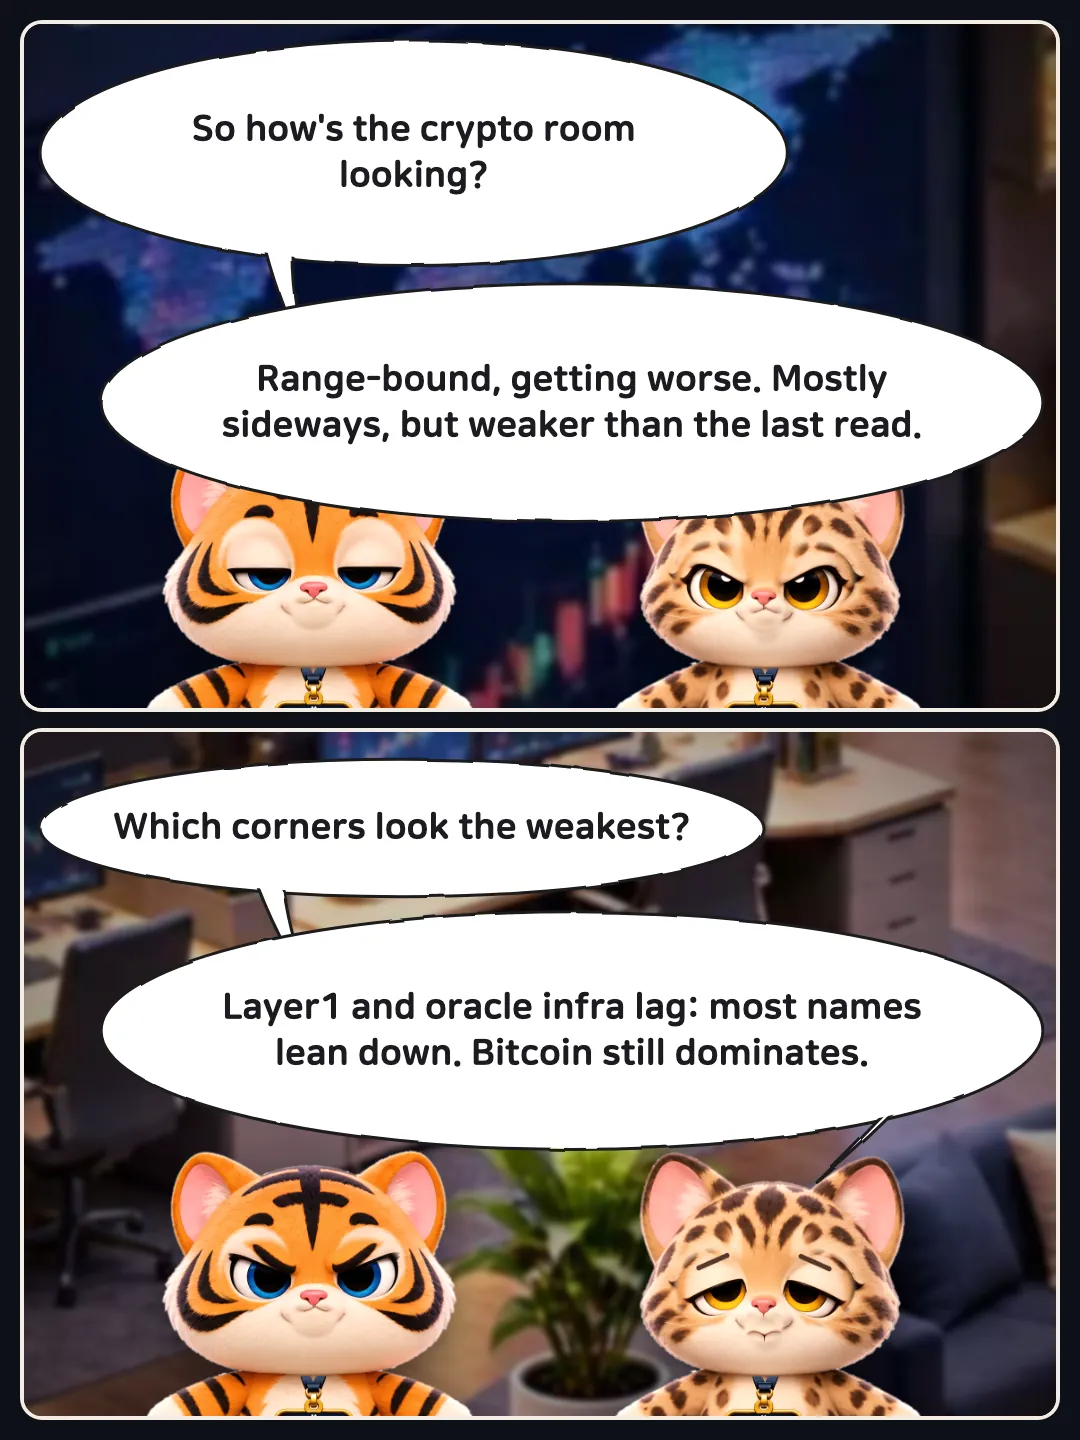 So how's the crypto room
looking?
Range-bound, getting worse. Mostly
sideways, but weaker than the last read.
Which corners look the weakest?
Layer1 and oracle infra lag: most names
lean down. Bitcoin still dominates.